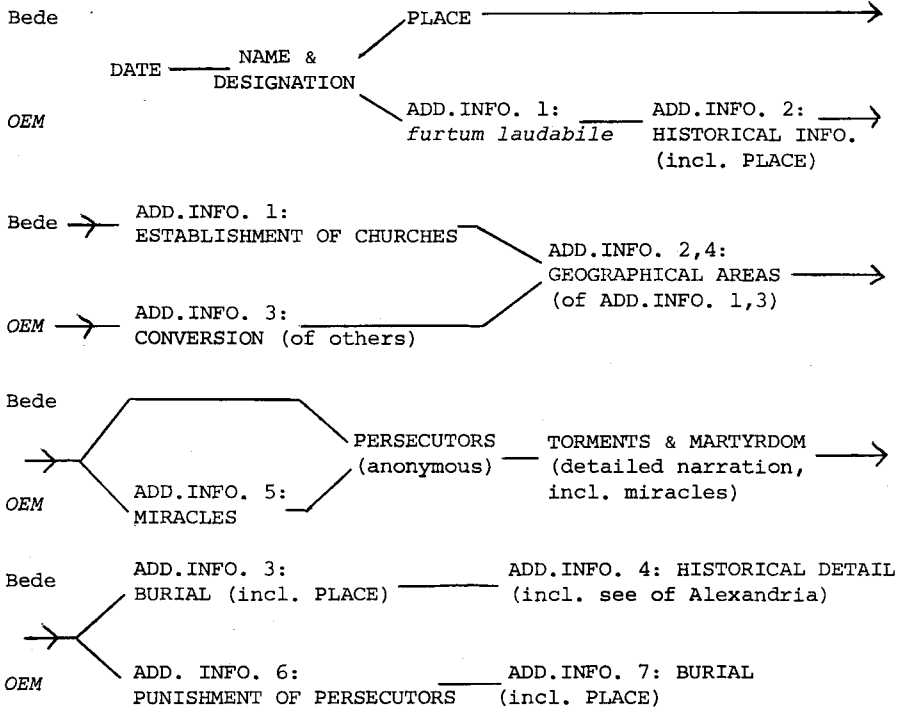 Bede PLACE
NAME &
DATE DESIGNATION
OEM ADD.INFO. 1: ADD.INFO. 2:
furtum laudabile HISTORICAL INFO.
(incl. PLACE)
Bede ADD.INFO. 1:
ESTABLISHMENT OF CHURCHES
ADD.INFO. 2,4:
GEOGRAPHICAL AREAS
(of ADD.INFO. 1,3)
OEM ADD.INFO. 3:
CONVERSION (of others)
Bede
PERSECUTORS TORMENTS & MARTYRDOM
(anonymous) (detailed narration,
incl. miracles)
OEM ADD.INFO. 5:
MIRACLES
Bede ADD.INFO. 3: ADD.INFO. 4: HISTORICAL DETAIL
BURIAL (incl. PLACE) (incl. see of Alexandria)
OEM ADD. INFO. 6: ADD.INFO. 7: BURIAL
PUNISHMENT OF PERSECUTORS (incl. PLACE)